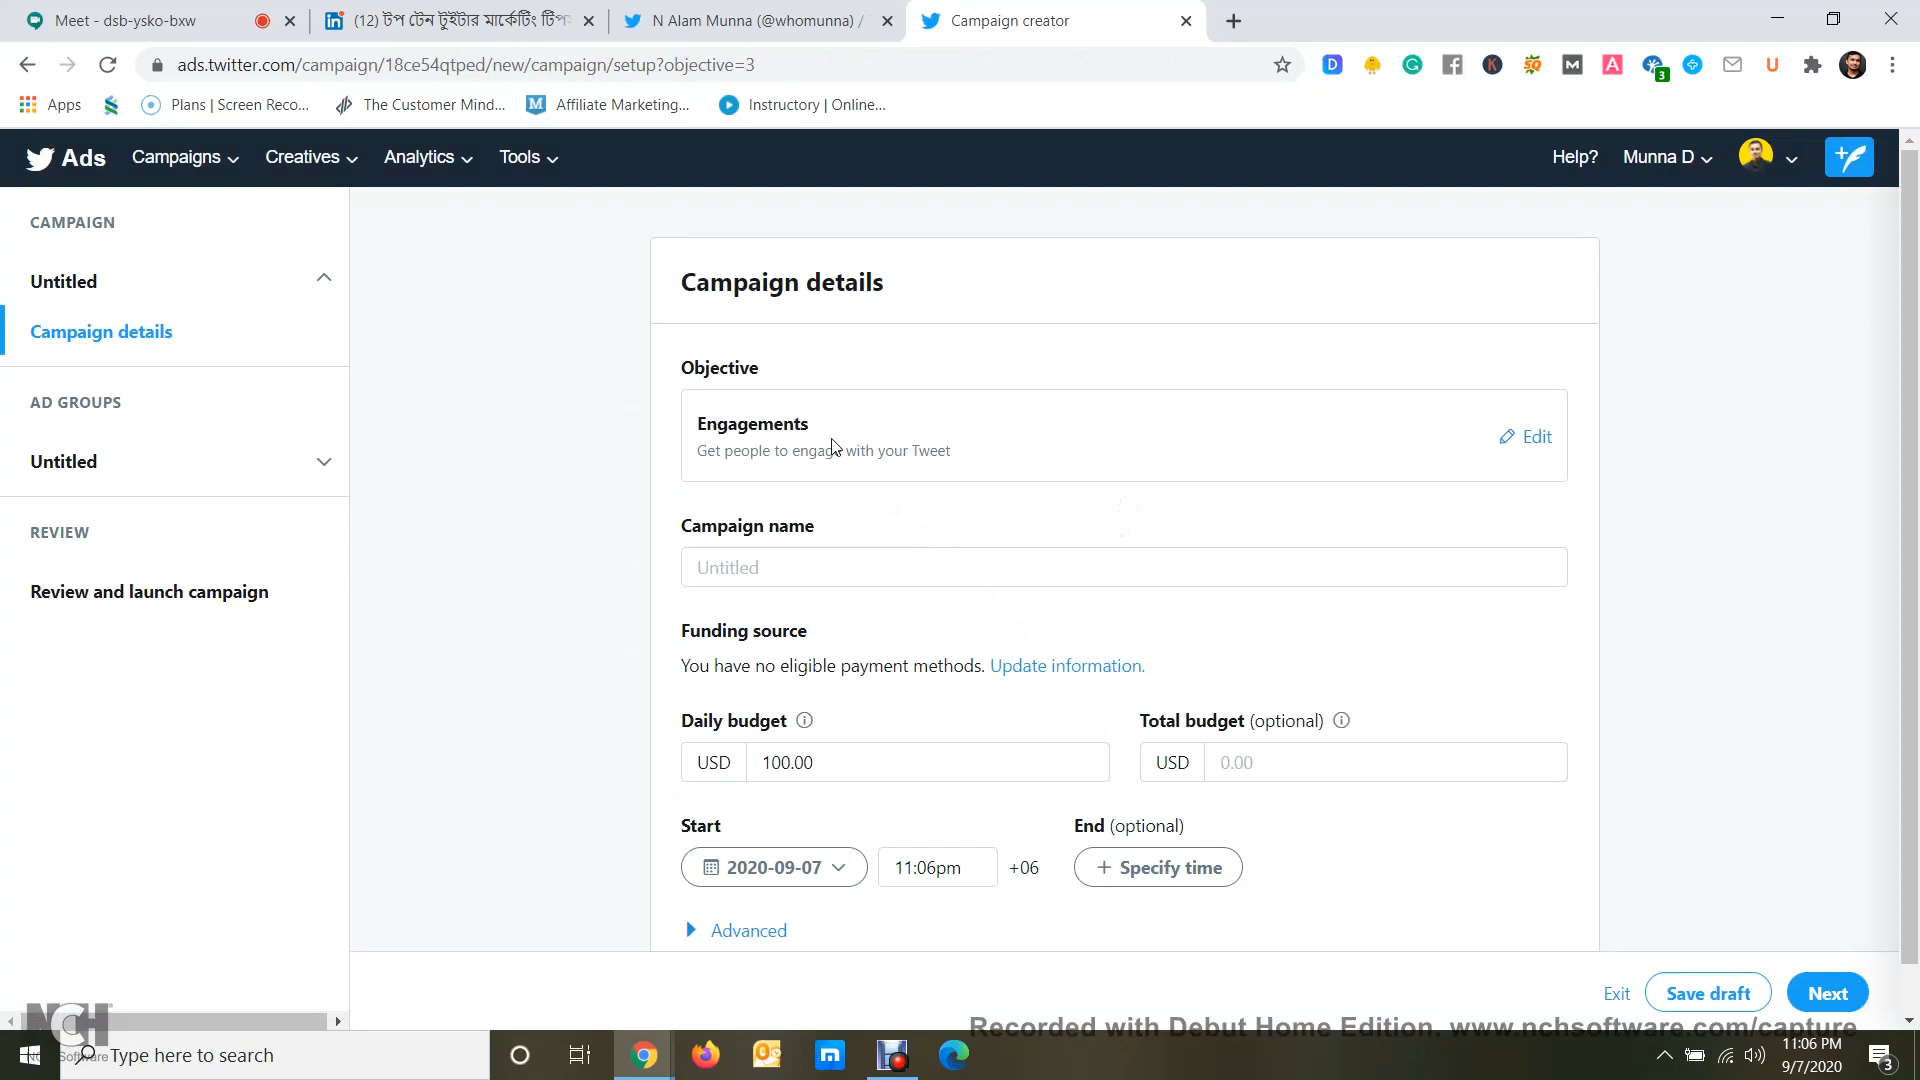 Meet - dsb-ysko-bxw
(12) টপ টেন টুইটার মার্কেটিং টিপস
N Alam Munna (@whomunna) /
Campaign creator
ads.twitter.com/campaign/18ce54qtped/new/campaign/setup?objective=3
Apps
Plans | Screen Reco...
The Customer Mind...
Affiliate Marketing...
Instructory | Online...
Ads
Campaigns
Creatives
Analytics
Tools
Help?
Munna D
CAMPAIGN
Untitled
Campaign details
AD GROUPS
Untitled
REVIEW
Review and launch campaign
Campaign details
Objective
Engagements
Get people to engage with your Tweet
Edit
Campaign name
Untitled
Funding source
You have no eligible payment methods. Update information.
Daily budget
Total budget (optional)
USD 100.00
USD 0.00
Start
End (optional)
2020-09-07
11:06pm
+06
+ Specify time
Advanced
Exit
Save draft
Next
NCH
Software
Recorded with Debut Home Edition. www.nchsoftware.com/capture
Type here to search
11:06 PM
9/7/2020
3